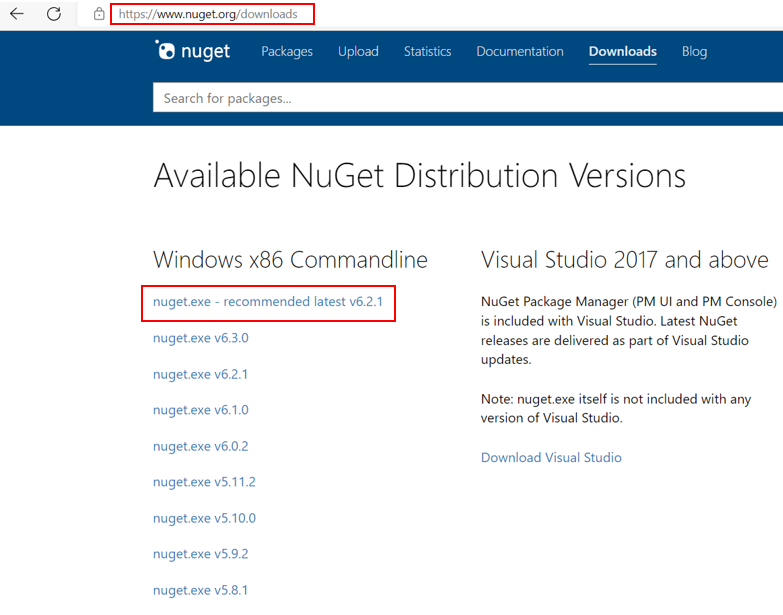 https://www.nuget.org/downloads
nuget Packages Upload Statistics Documentation Downloads Blog
Search for packages...
Available NuGet Distribution Versions
Windows x86 Commandline
nuget.exe - recommended latest v6.2.1
nuget.exe v6.3.0
nuget.exe v6.2.1
nuget.exe v6.1.0
nuget.exe v6.0.2
nuget.exe v5.11.2
nuget.exe v5.10.0
nuget.exe v5.9.2
nuget.exe v5.8.1
Visual Studio 2017 and above
NuGet Package Manager (PM UI and PM Console)
is included with Visual Studio. Latest NuGet
releases are delivered as part of Visual Studio
updates.
Note: nuget.exe itself is not included with any
version of Visual Studio.
Download Visual Studio